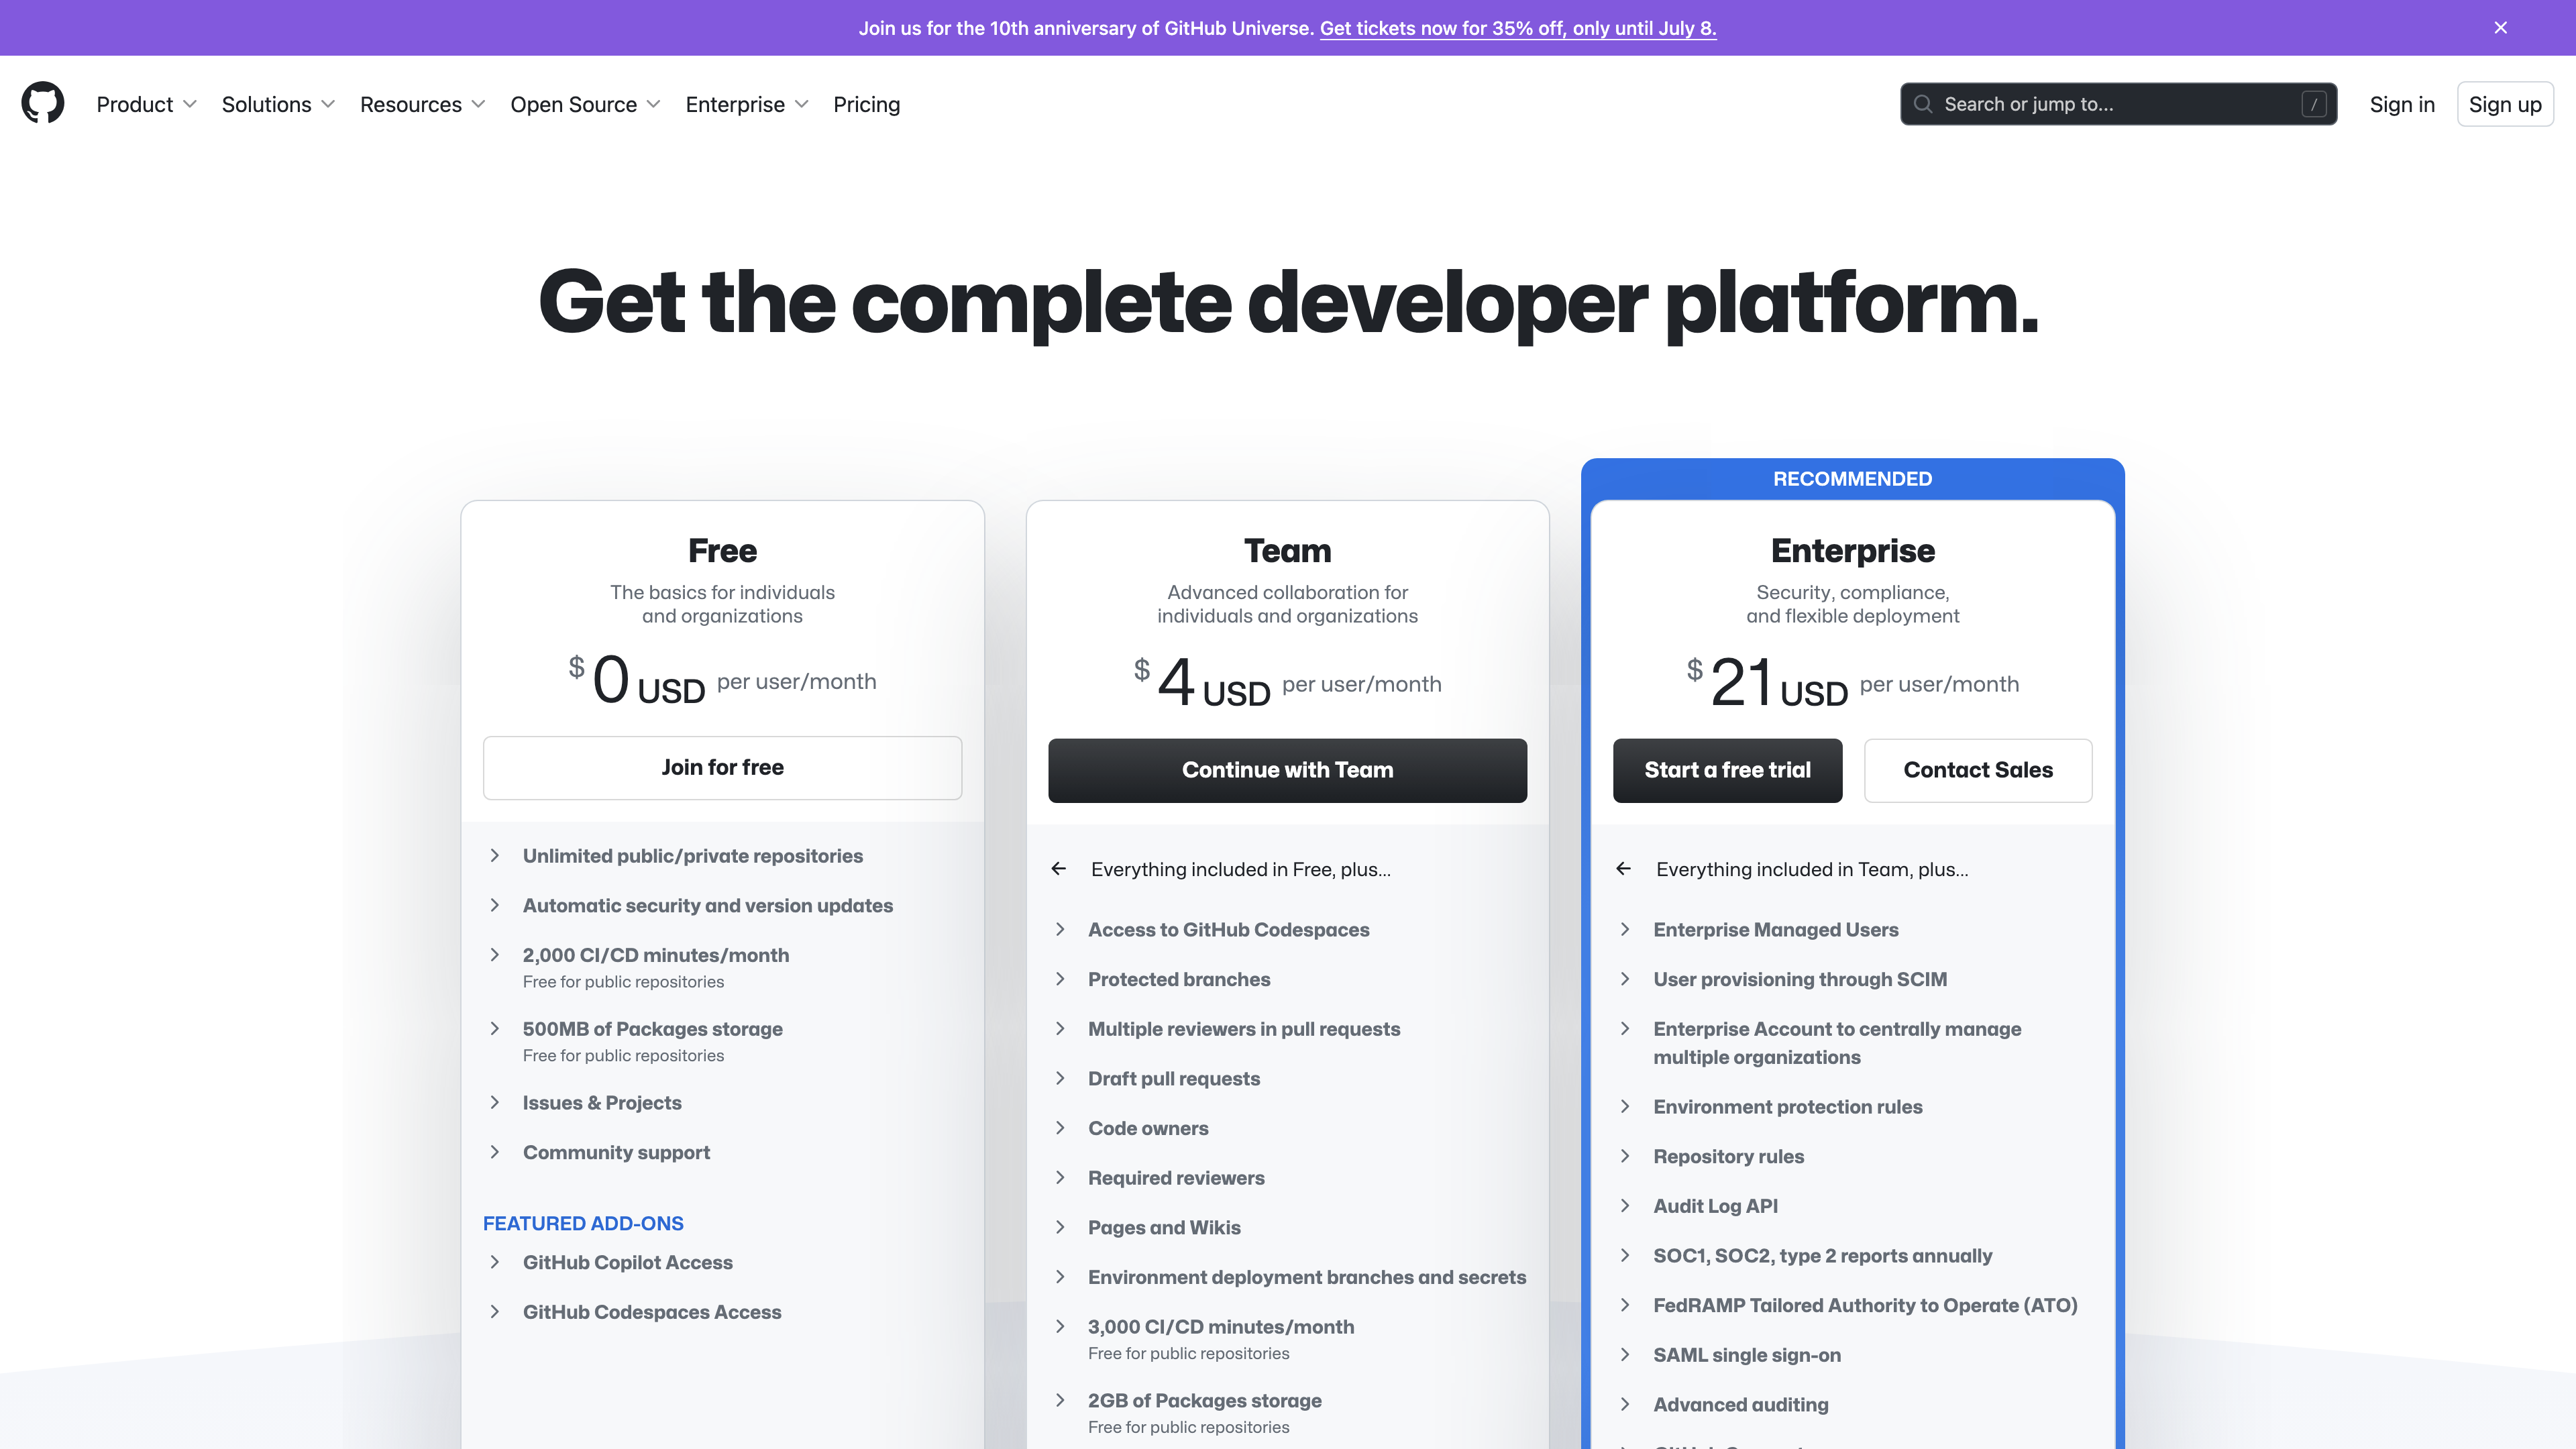 Join us for the 10th anniversary of GitHub Universe. Get tickets now for 35% off, only until July 8.
Product
Solutions
Resources
Open Source
Enterprise
Pricing
Search or jump to...
/
Sign in
Sign up
Get the complete developer platform.
Free
The basics for individuals
and organizations
$ 0 USD per user/month
Join for free
Unlimited public/private repositories
Automatic security and version updates
2,000 CI/CD minutes/month
Free for public repositories
500MB of Packages storage
Free for public repositories
Issues & Projects
Community support
FEATURED ADD-ONS
GitHub Copilot Access
GitHub Codespaces Access
Team
Advanced collaboration for
individuals and organizations
$ 4 USD per user/month
Continue with Team
Everything included in Free, plus...
Access to GitHub Codespaces
Protected branches
Multiple reviewers in pull requests
Draft pull requests
Code owners
Required reviewers
Pages and Wikis
Environment deployment branches and secrets
3,000 CI/CD minutes/month
Free for public repositories
2GB of Packages storage
Free for public repositories
RECOMMENDED
Enterprise
Security, compliance,
and flexible deployment
$ 21 USD per user/month
Start a free trial
Contact Sales
Everything included in Team, plus...
Enterprise Managed Users
User provisioning through SCIM
Enterprise Account to centrally manage
multiple organizations
Environment protection rules
Repository rules
Audit Log API
SOC1, SOC2, type 2 reports annually
FedRAMP Tailored Authority to Operate (ATO)
SAML single sign-on
Advanced auditing